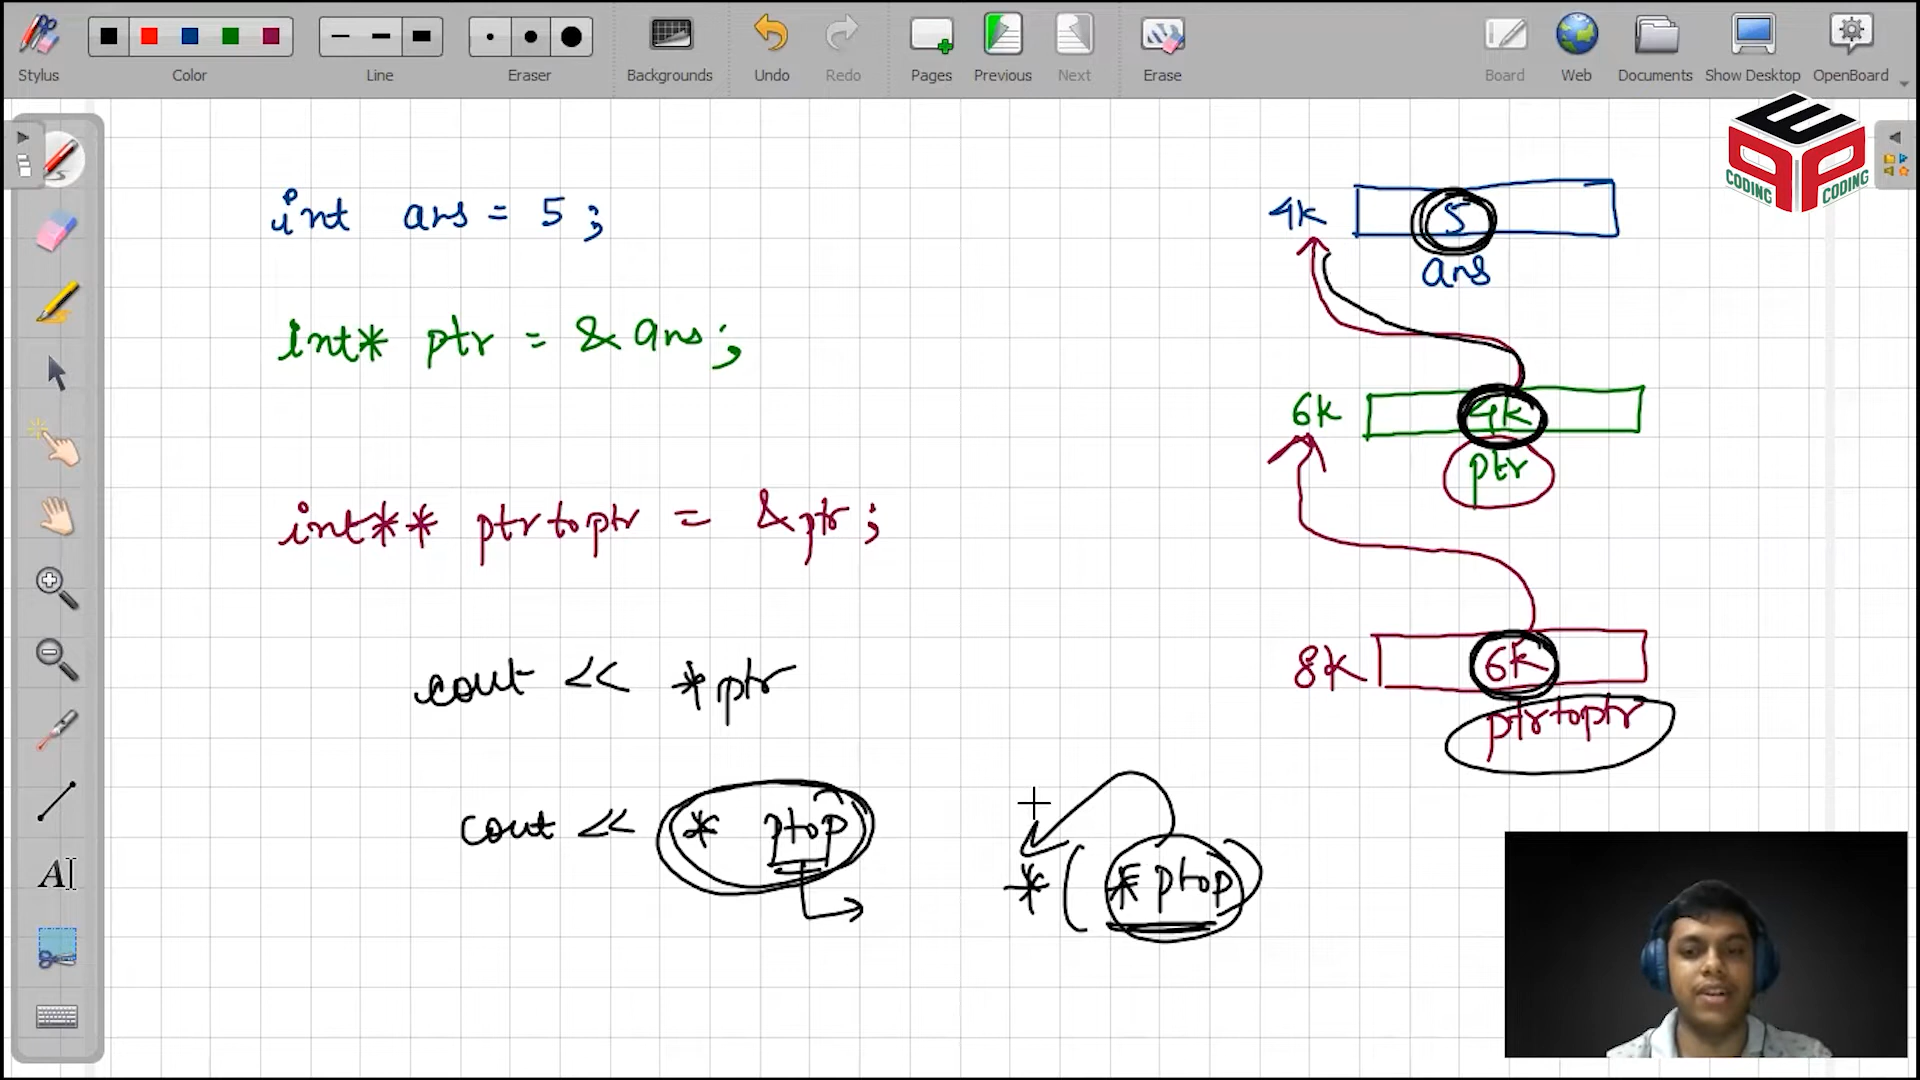 Stylus
Color
Line
Eraser
Backgrounds
Undo
Redo
Pages
Previous
Next
Erase
Board
Web
Documents
Show Desktop
OpenBoard
CODING
CODING
int ans = 5;
4k
5
ans
int* ptr = &ans;
6k
4k
ptr
int** ptrtoptr = &ptr;
cout << *ptr
8k
6k
ptrtoptr
cout << * ptop
*( * ptop)
A